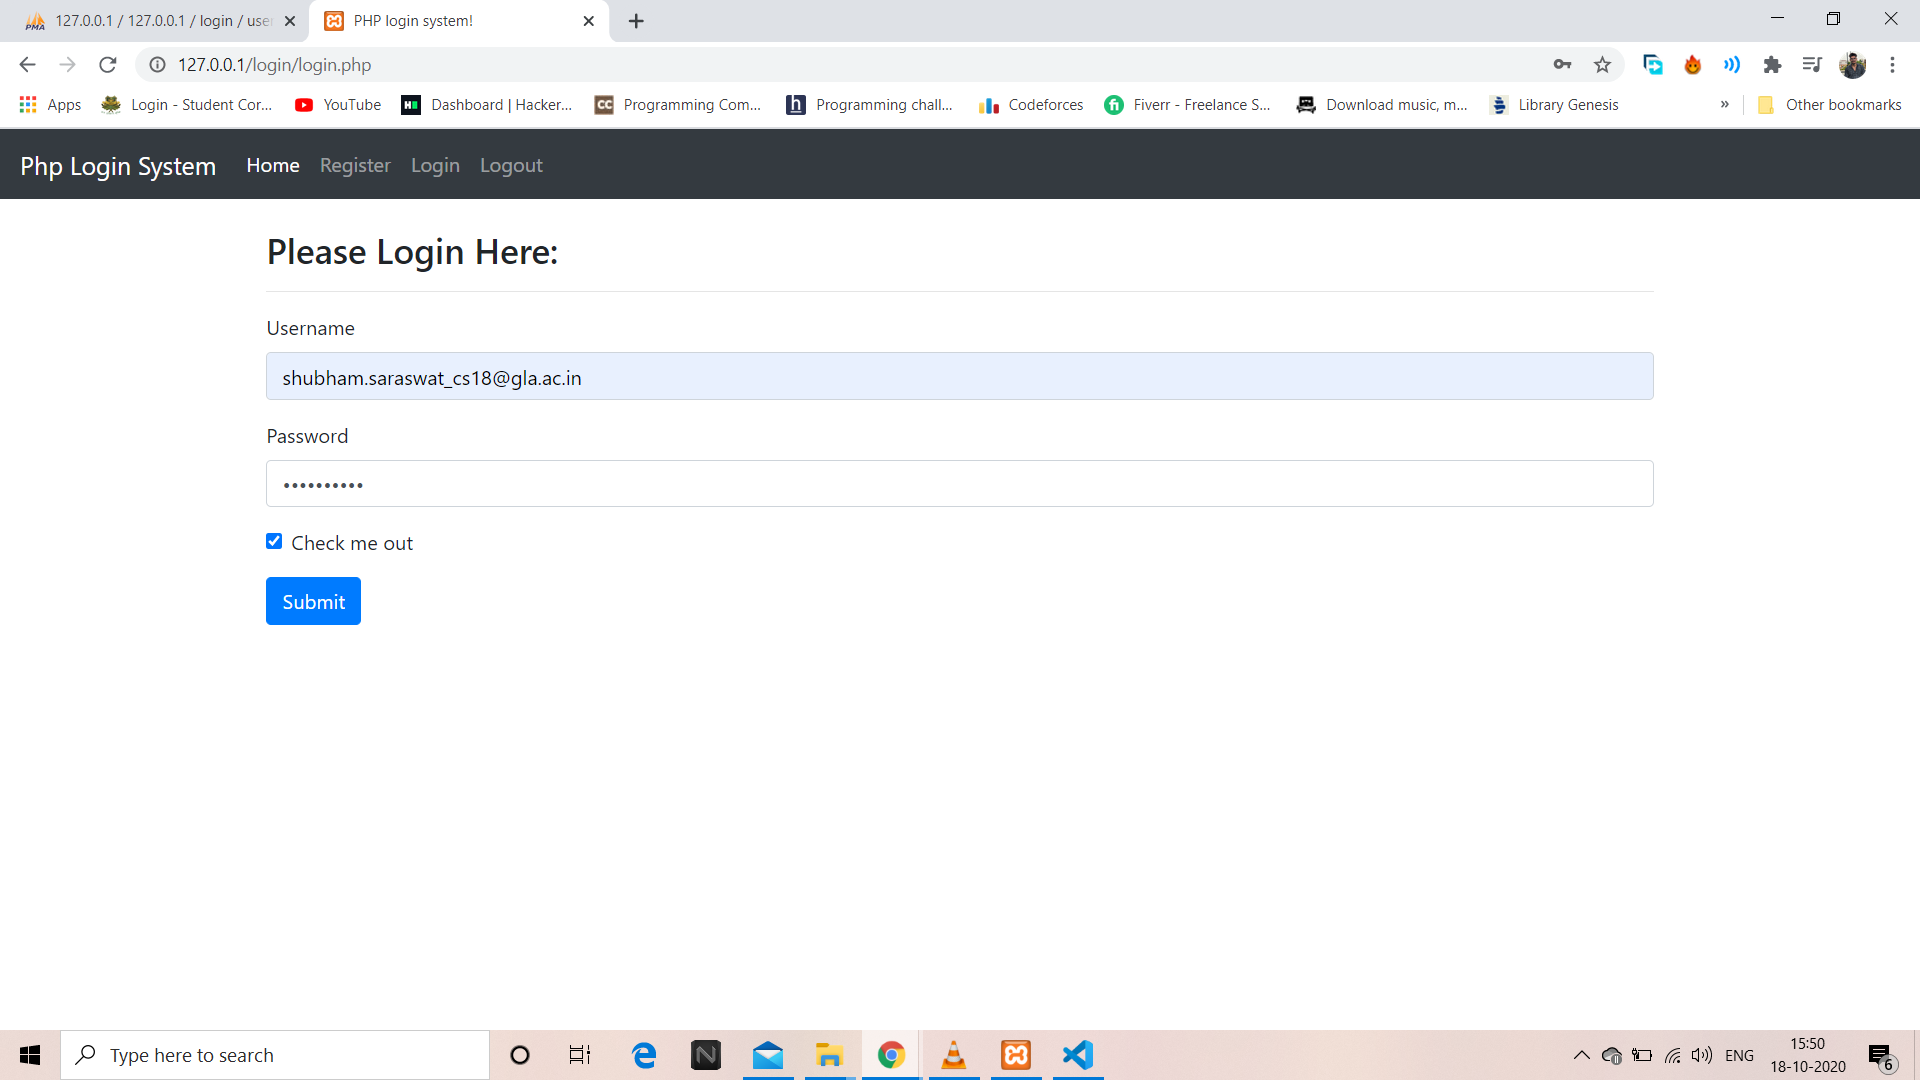 127.0.0.1 / 127.0.0.1 / login / user
PHP login system!
127.0.0.1/login/login.php
Apps
Login - Student Cor...
YouTube
Dashboard | Hacker...
Programming Com...
Programming chall...
Codeforces
Fiverr - Freelance S...
Download music, m...
Library Genesis
»
Other bookmarks
Php Login System
Home
Register
Login
Logout
Please Login Here:
Username
shubham.saraswat_cs18@gla.ac.in
Password
••••••••••
Check me out
Submit
Type here to search
ENG
15:50
18-10-2020
6